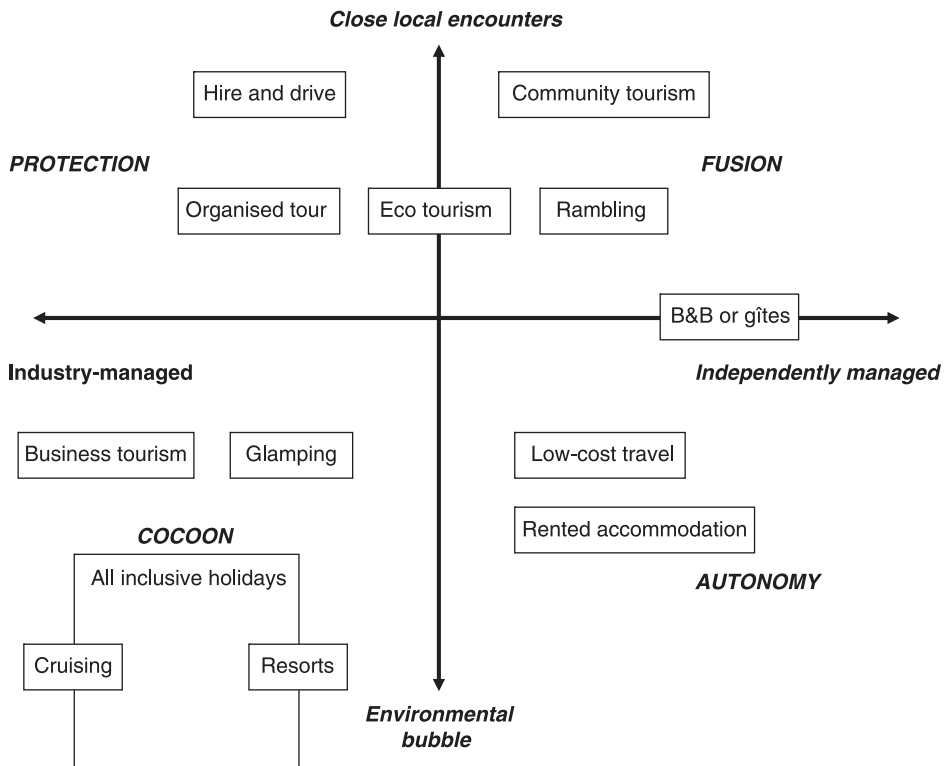 Close local encounters
Hire and drive
Community tourism
PROTECTION
FUSION
Organised tour
Eco tourism
Rambling
B&B or gîtes
Industry-managed
Independently managed
Business tourism
Glamping
Low-cost travel
COCOON
Rented accommodation
All inclusive holidays
AUTONOMY
Cruising
Resorts
Environmental
bubble